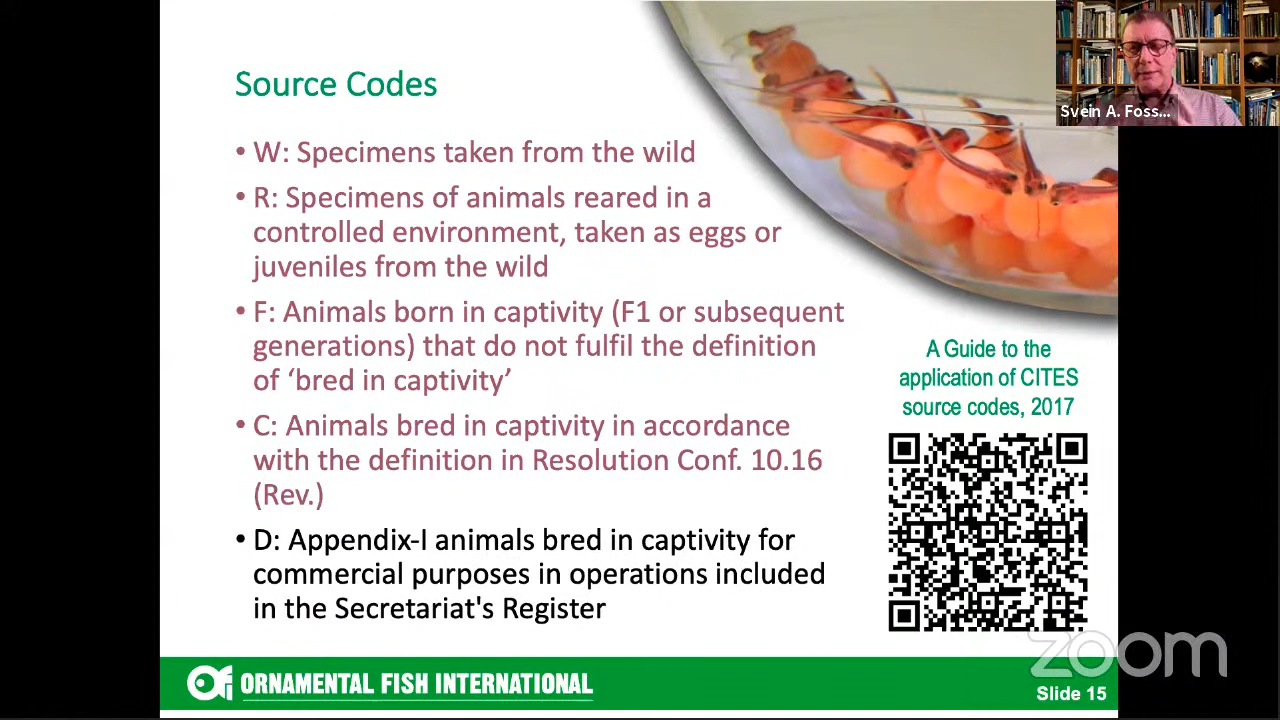 Source Codes
• W: Specimens taken from the wild
• R: Specimens of animals reared in a
controlled environment, taken as eggs or
juveniles from the wild
• F: Animals born in captivity (F1 or subsequent
generations) that do not fulfil the definition
of ‘bred in captivity’
• C: Animals bred in captivity in accordance
with the definition in Resolution Conf. 10.16
(Rev.)
• D: Appendix-I animals bred in captivity for
commercial purposes in operations included
in the Secretariat's Register
Svein A. Foss...
A Guide to the
application of CITES
source codes, 2017
zoom
ORNAMENTAL FISH INTERNATIONAL
Slide 15